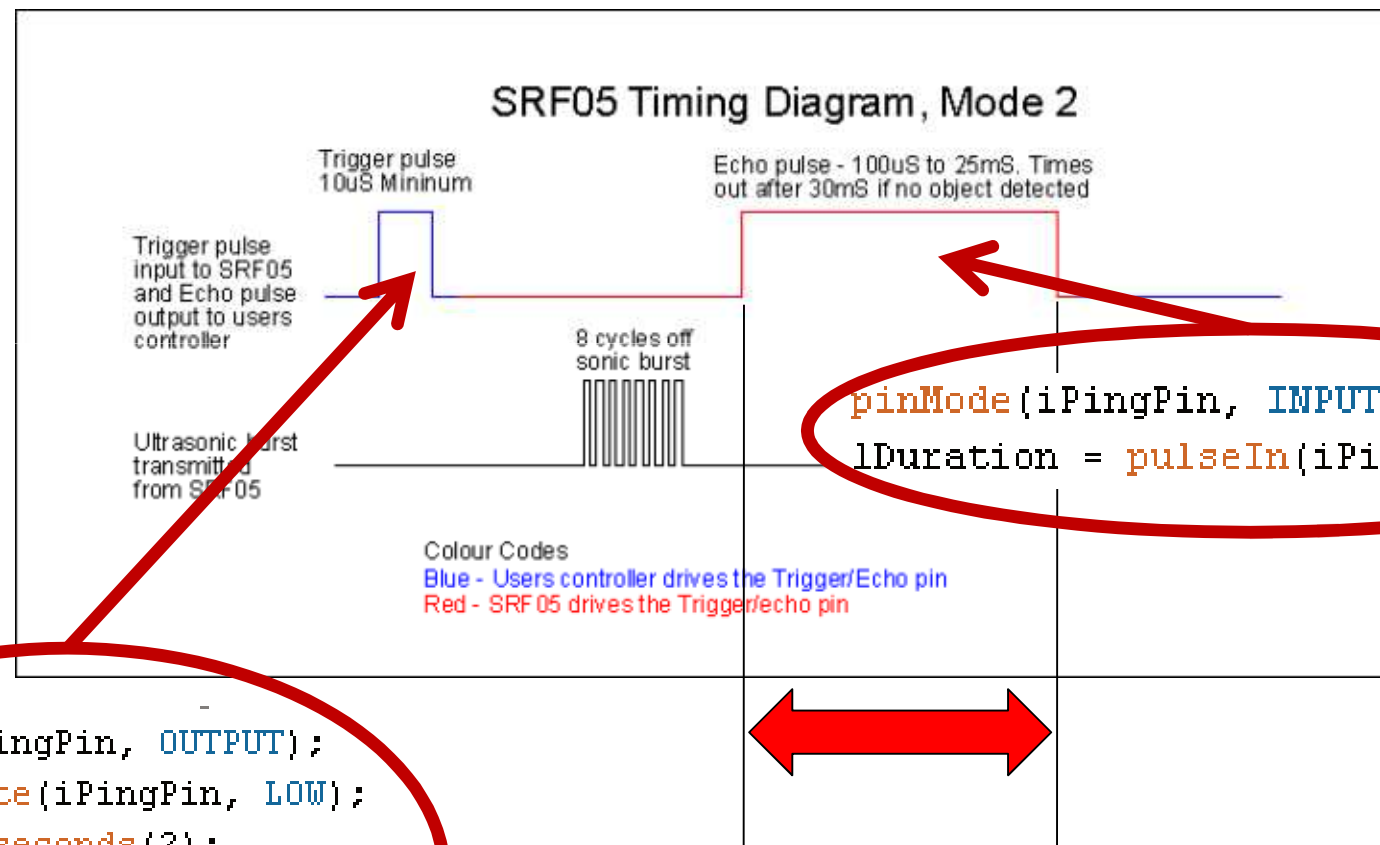 SRF05 Timing Diagram, Mode 2
Trigger pulse
10uS Mininum
Echo pulse - 100uS to 25mS. Times
out after 30mS if no object detected
Trigger pulse
input to SRF05
and Echo pulse
output to users
controller
8 cycles off
sonic burst
pinMode(iPingPin, INPUT
lDuration = pulseIn(iPi
Ultrasonic burst
transmitted
from SRF05
Colour Codes
Blue - Users controller drives the Trigger/Echo pin
Red - SRF05 drives the Trigger/echo pin
ingPin, OUTPUT);
te(iPingPin, LOW);
seconds(2);